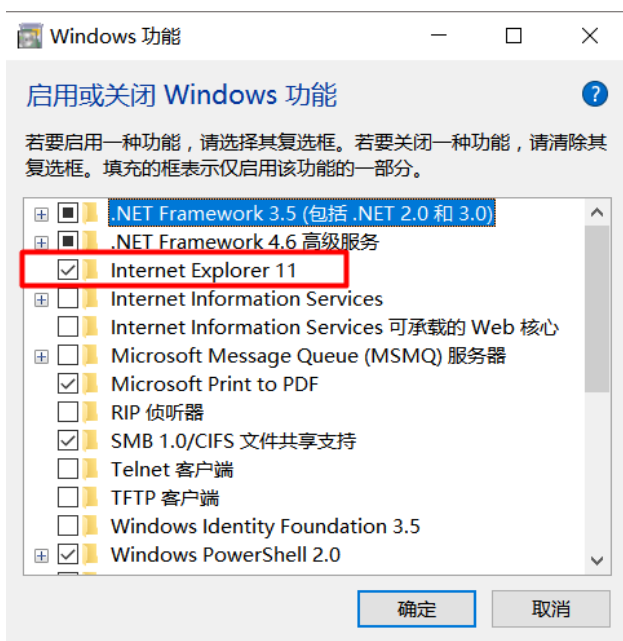 Windows 功能
启用或关闭 Windows 功能
?
若要启用一种功能，请选择其复选框。若要关闭一种功能，请清除其
复选框。填充的框表示仅启用该功能的一部分。
.NET Framework 3.5 (包括 .NET 2.0 和 3.0)
.NET Framework 4.6 高级服务
Internet Explorer 11
Internet Information Services
Internet Information Services 可承载的 Web 核心
Microsoft Message Queue (MSMQ) 服务器
Microsoft Print to PDF
RIP 侦听器
SMB 1.0/CIFS 文件共享支持
Telnet 客户端
TFTP 客户端
Windows Identity Foundation 3.5
Windows PowerShell 2.0
确定 取消